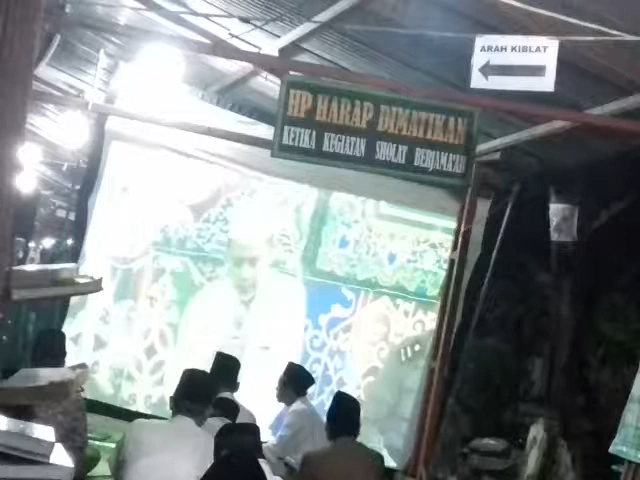 ARAH KIBLAT
HP HARAP DIMATIKAN
KETIKA KEGIATAN SHOLAT BERJAMA'AH